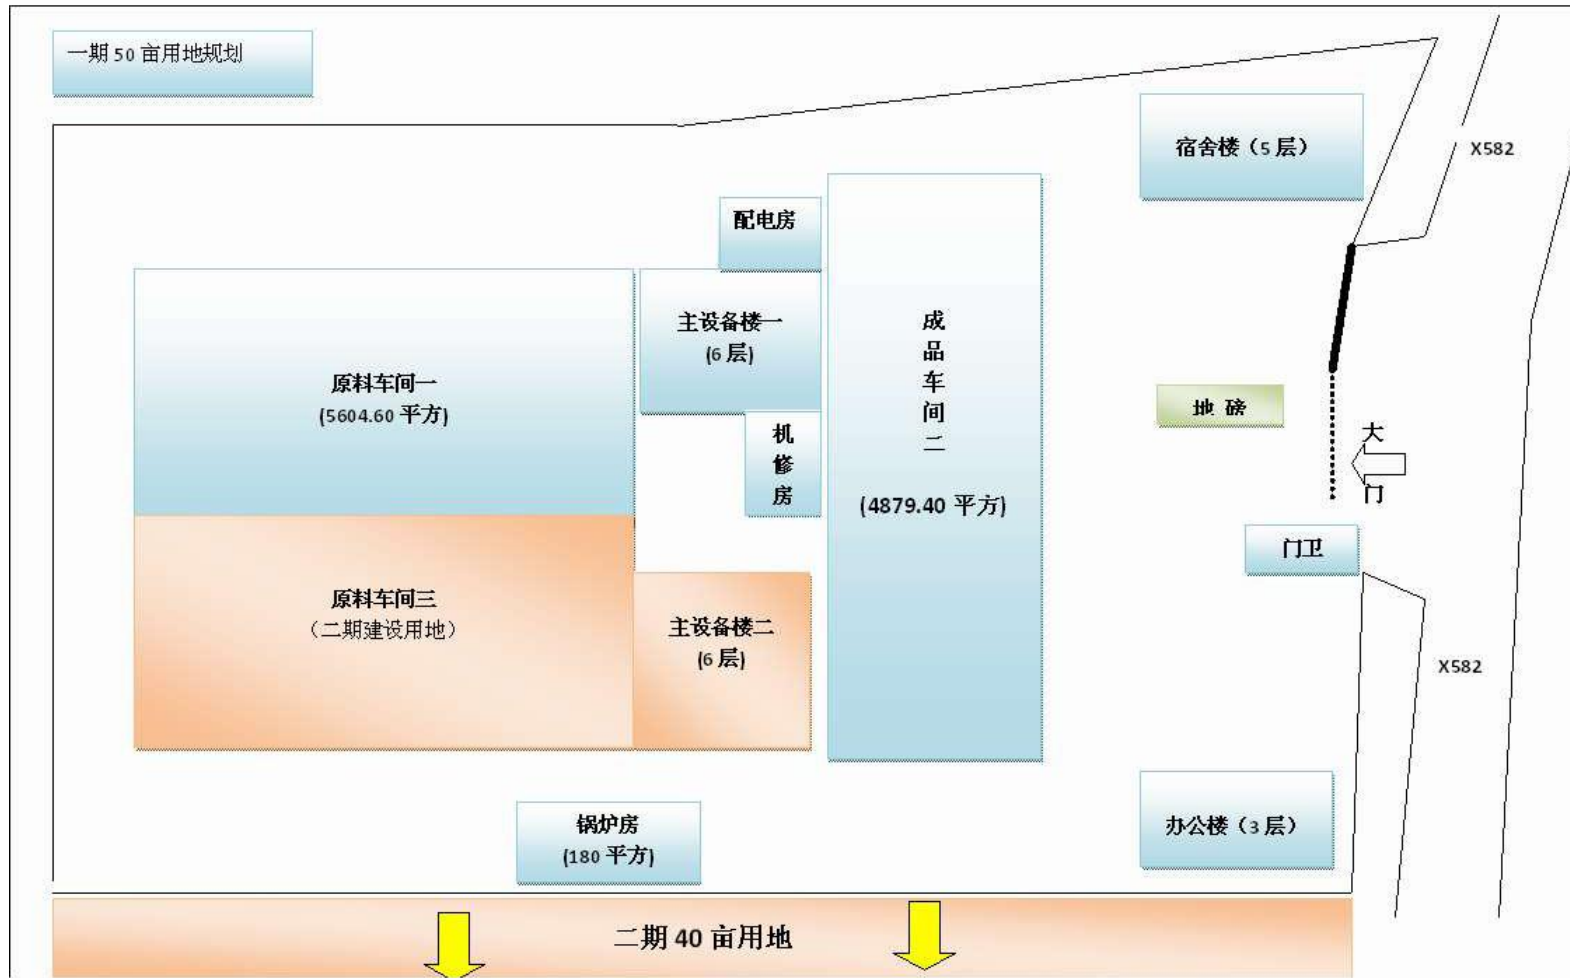 一期 50 亩用地规划
宿舍楼（5 层）
X582
配电房
主设备楼一
(6 层)
成
品
车
间
二
(4879.40 平方)
原料车间一
(5604.60 平方)
地 磅
大
门
机
修
房
门卫
原料车间三
（二期建设用地）
主设备楼二
(6 层)
X582
锅炉房
(180 平方)
办公楼（3 层）
二期 40 亩用地